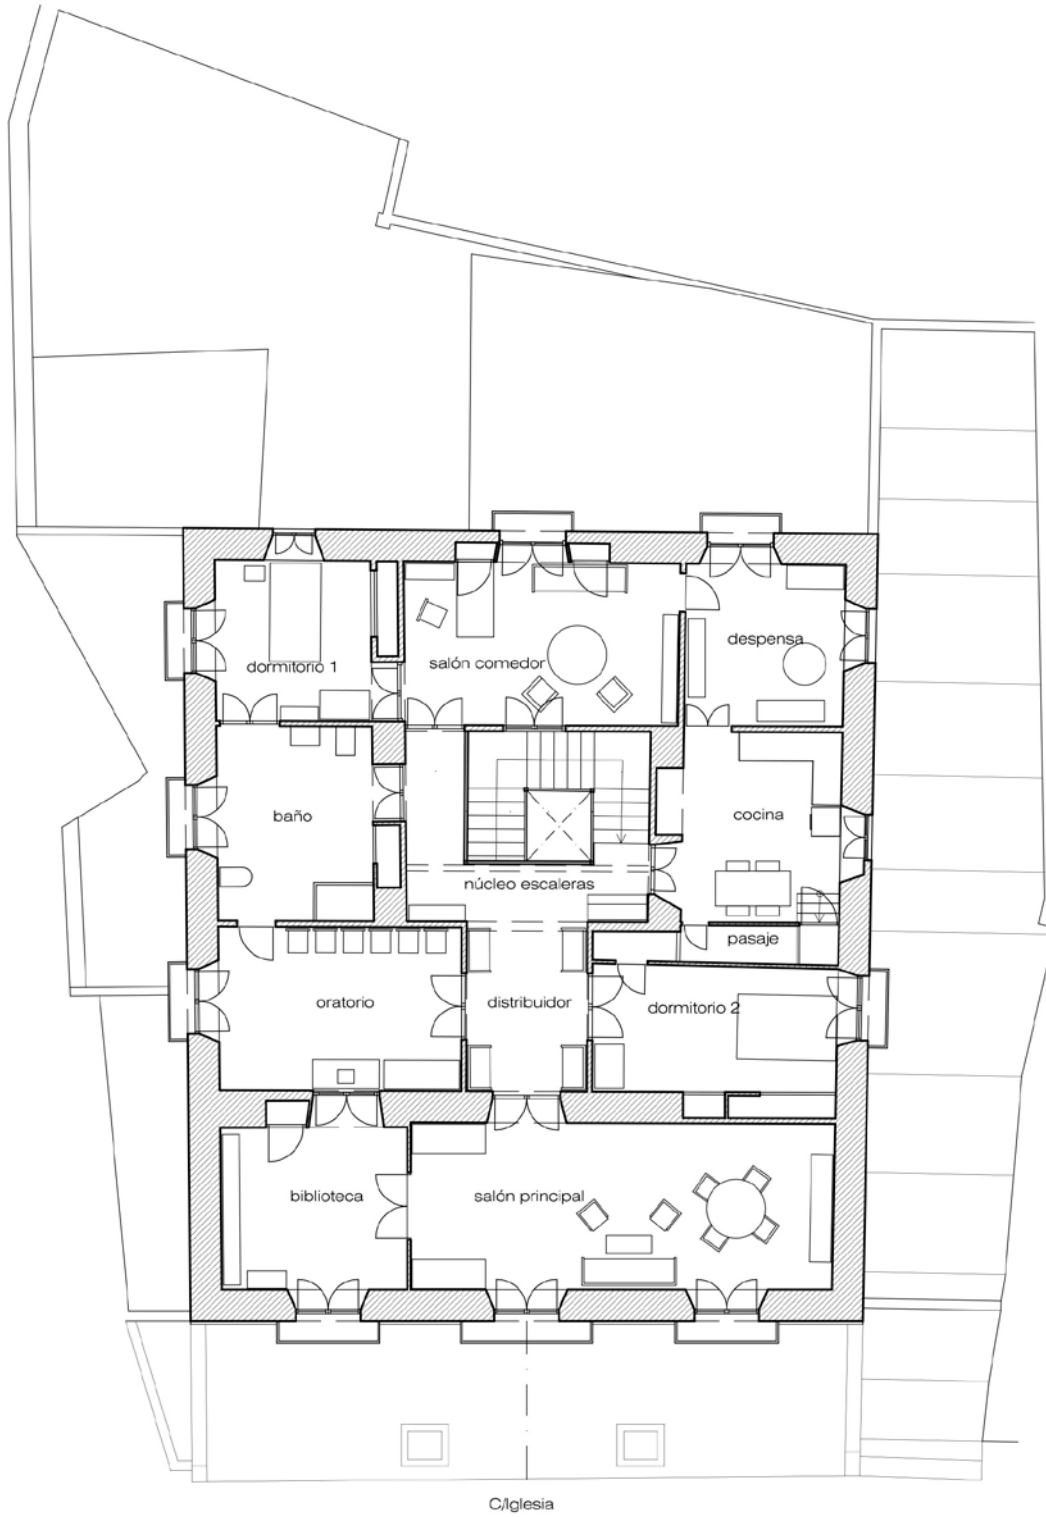 despensa
dormitorio 1
salón comedor
baño
cocina
núcleo escaleras
pasaje
oratorio
distribuidor
dormitorio 2
biblioteca
salón principal
C/Iglesia